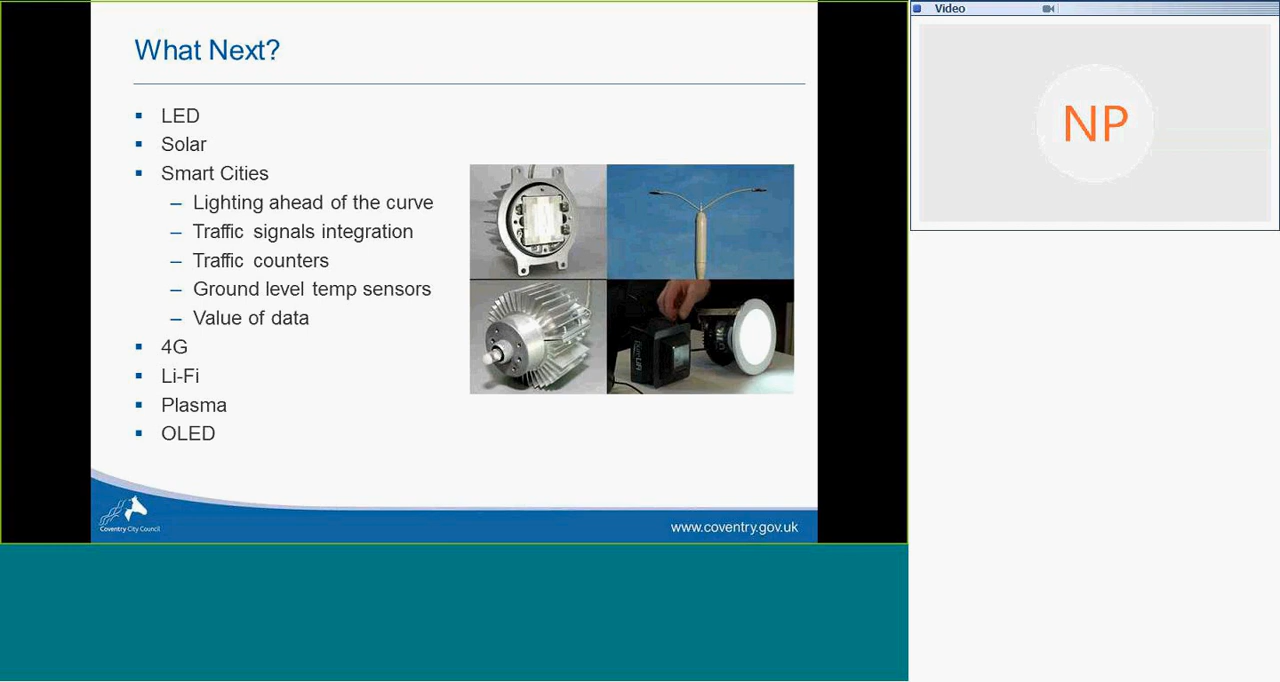 What Next?
LED
Solar
Smart Cities
– Lighting ahead of the curve
– Traffic signals integration
– Traffic counters
– Ground level temp sensors
– Value of data
4G
Li-Fi
Plasma
OLED
Coventry City Council
www.coventry.gov.uk
Video
NP